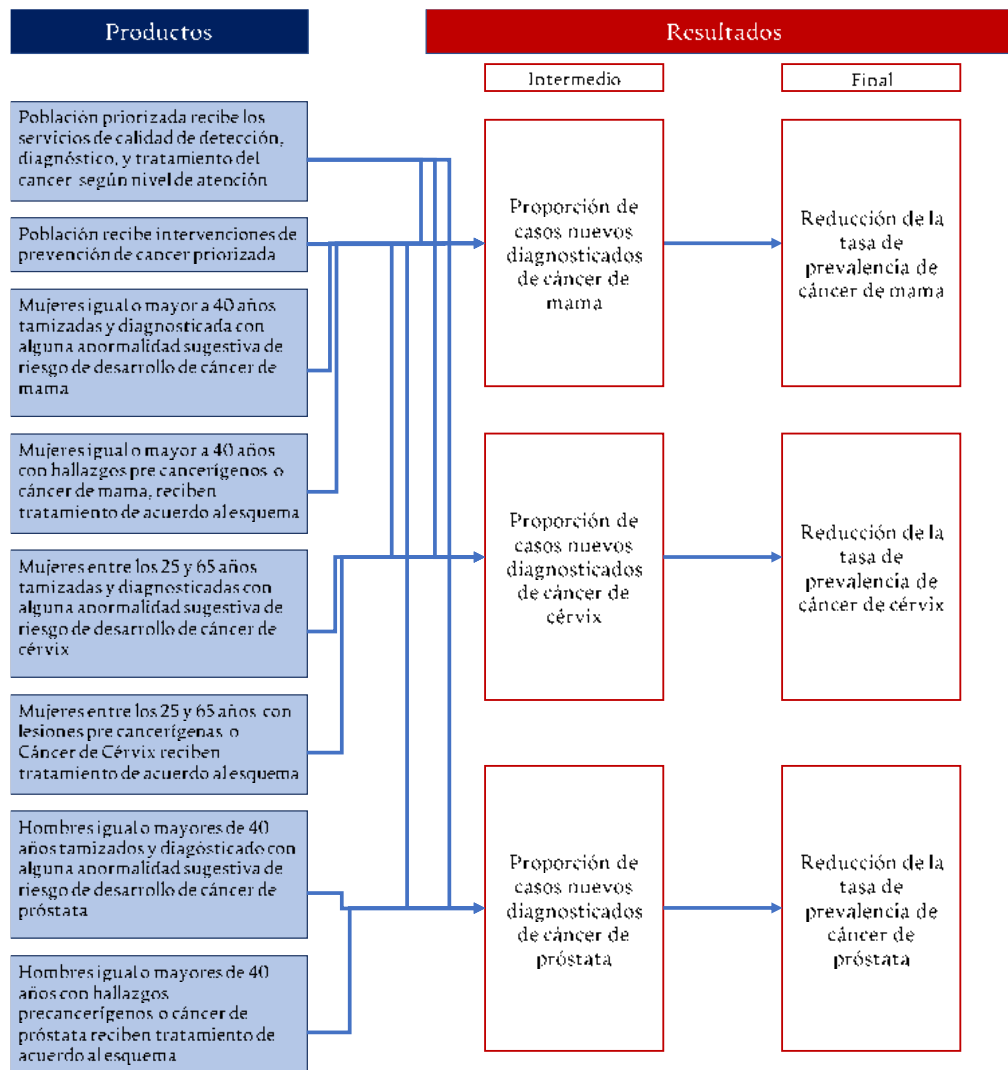 Productos
Resultados
Intermedio
Final
Población priorizada recibe los
servicios de calidad de detección,
diagnóstico, y tratamiento del
cancer según nivel de atención
Población recibe intervenciones de
prevención de cancer priorizada
Mujeres igual o mayor a 40 años
tamizadas y diagnosticada con
alguna anormalidad sugestiva de
riesgo de desarrollo de cáncer de
mama
Mujeres igual o mayor a 40 años
con hallazgos pre cancerígenos o
cáncer de mama, reciben
tratamiento de acuerdo al esquema
Mujeres entre los 25 y 65 años
tamizadas y diagnosticadas con
alguna anormalidad sugestiva de
riesgo de desarrollo de cáncer de
cérvix
Mujeres entre los 25 y 65 años con
lesiones pre cancerígenas o
Cáncer de Cérvix reciben
tratamiento de acuerdo al esquema
Hombres igual o mayores de 40
años tamizados y diagósticado con
alguna anormalidad sugestiva de
riesgo de desarrollo de cáncer de
próstata
Hombres igual o mayores de 40
años con hallazgos
precancerígenos o cáncer de
próstata reciben tratamiento de
acuerdo al esquema
Proporción de
casos nuevos
diagnosticados
de cáncer de
mama
Reducción de la
tasa de
prevalencia de
cáncer de mama
Proporción de
casos nuevos
diagnosticados
de cáncer de
cérvix
Reducción de la
tasa de
prevalencia de
cáncer de cérvix
Proporción de
casos nuevos
diagnosticados
de cáncer de
próstata
Reducción de la
tasa de
prevalencia de
cáncer de
próstata